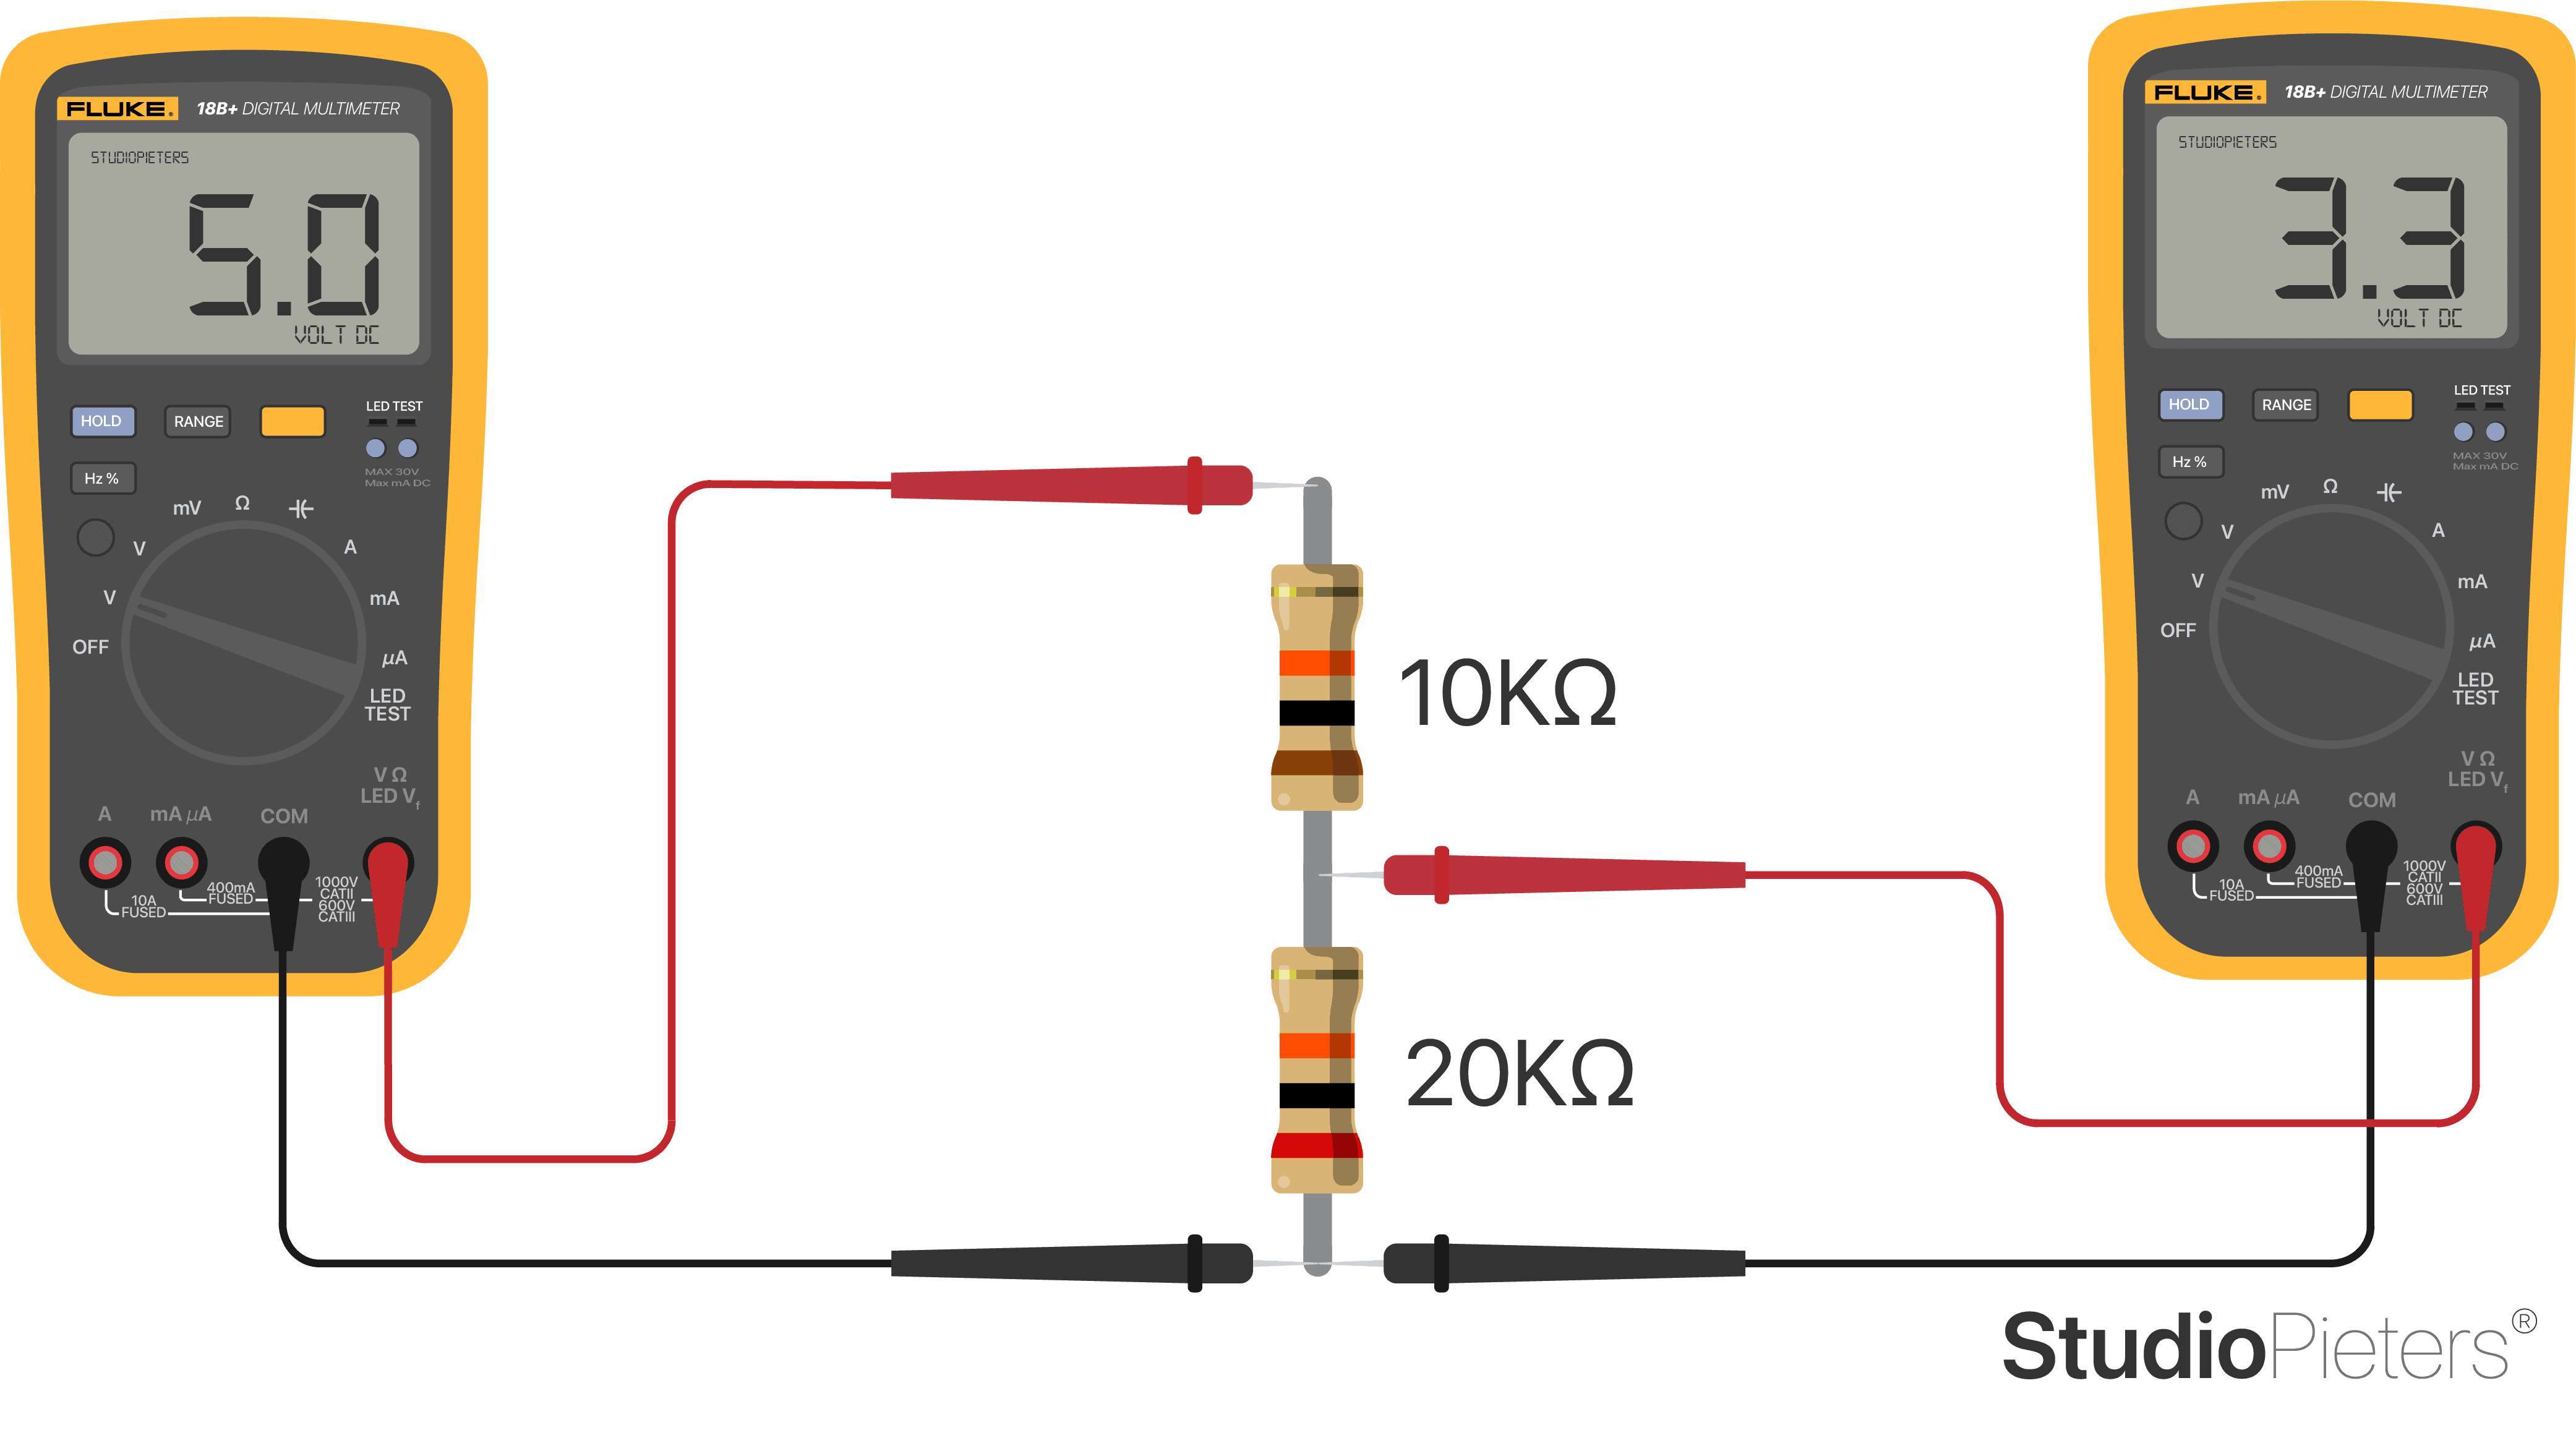 FLUKE®
18B+ DIGITAL MULTIMETER
STUDIOPIETERS
5.0
VOLT DC
HOLD
RANGE
LED TEST
MAX 30V
Max mA DC
Hz %
mV
Ω
V
A
V
mA
OFF
µA
LED
TEST
V Ω
LED Vf
A
mA µA
COM
10A
FUSED
400mA
FUSED
1000V
CATII
600V
CATIII
10KΩ
20KΩ
FLUKE®
18B+ DIGITAL MULTIMETER
STUDIOPIETERS
3.3
VOLT DC
HOLD
RANGE
LED TEST
MAX 30V
Max mA DC
Hz %
mV
Ω
V
A
V
mA
OFF
µA
LED
TEST
V Ω
LED Vf
A
mA µA
COM
10A
FUSED
400mA
FUSED
1000V
CATII
600V
CATIII
StudioPieters®